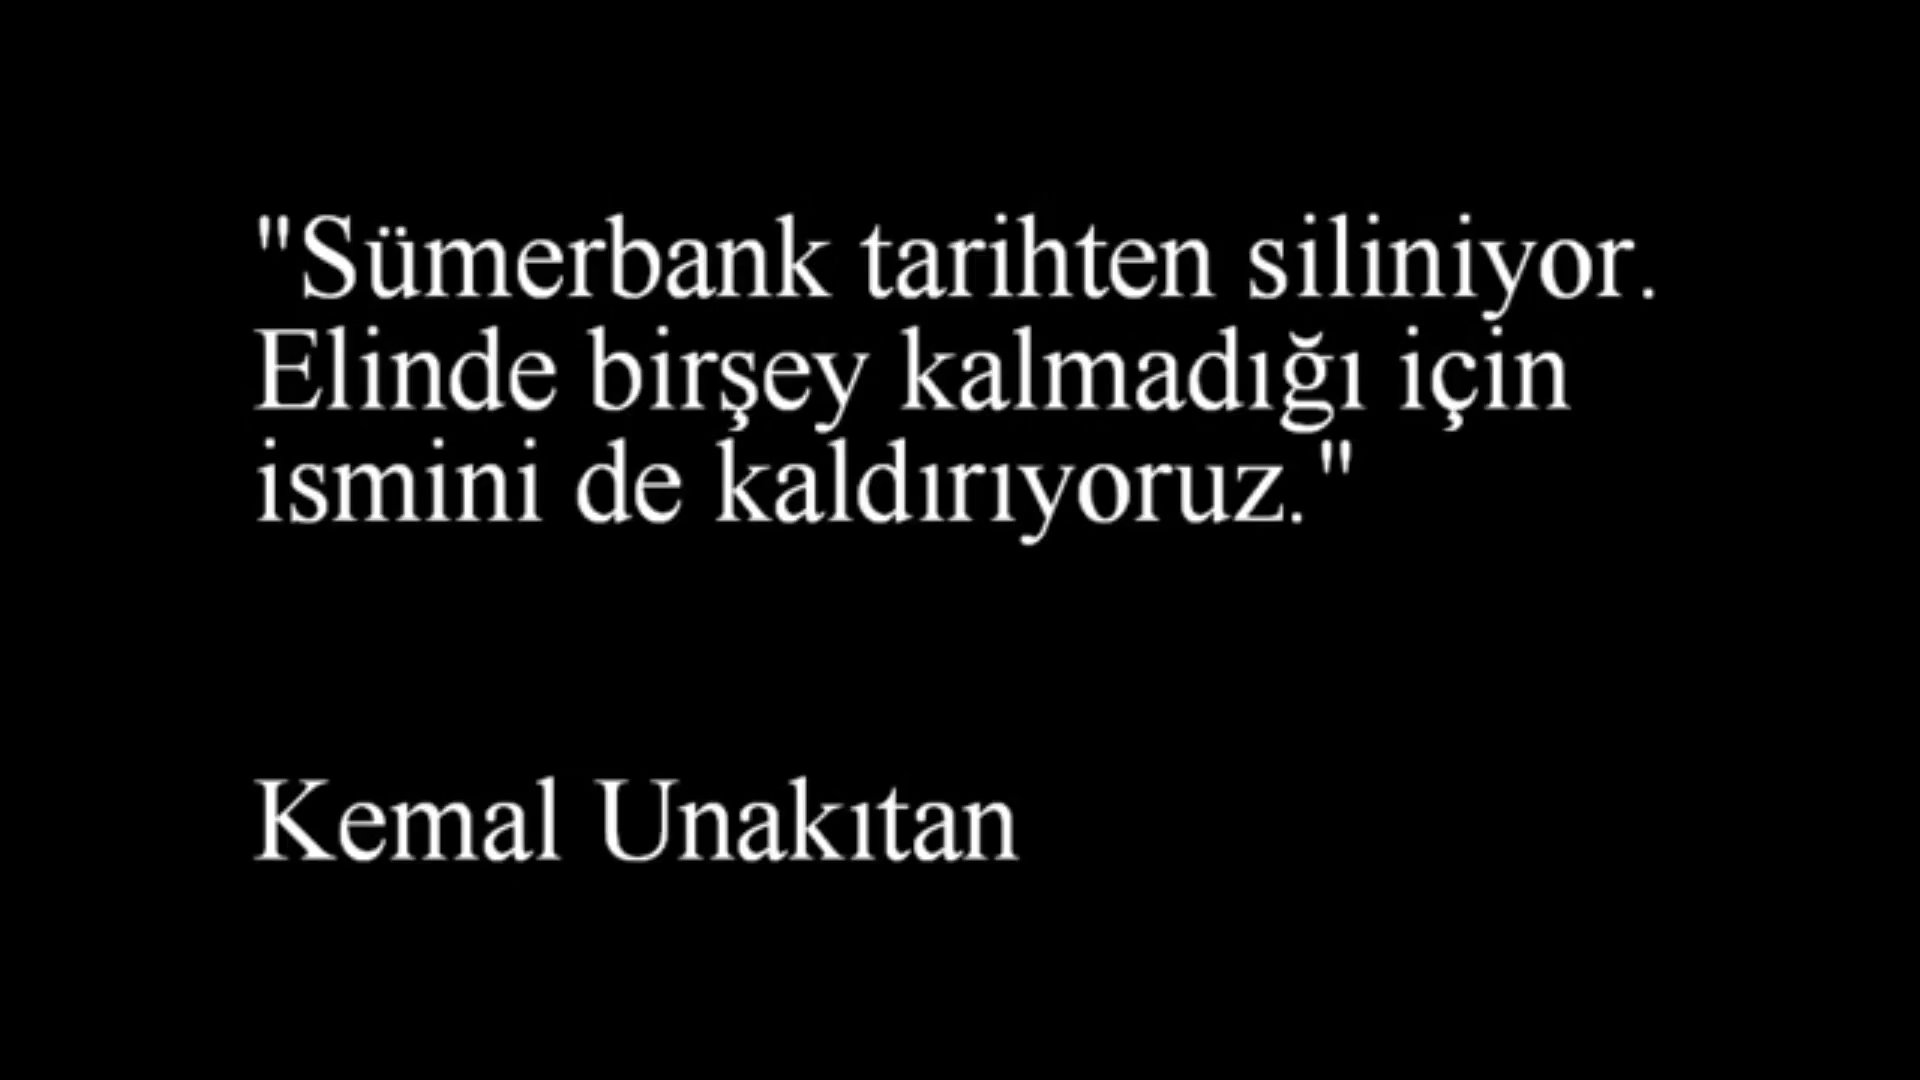 "Sümerbank tarihten siliniyor.
Elinde birşey kalmadığı için
ismini de kaldırıyoruz."
Kemal Unakıtan